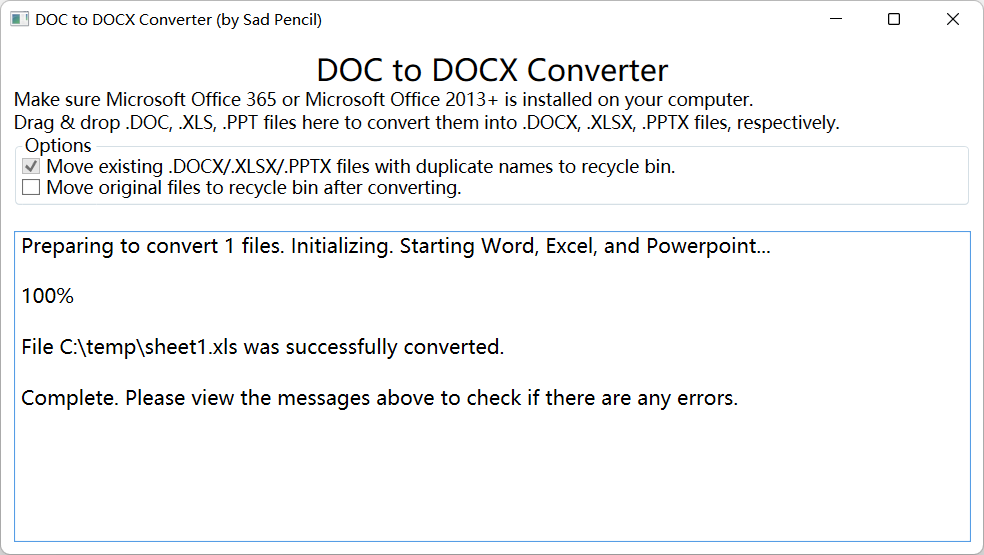 DOC to DOCX Converter (by Sad Pencil)
DOC to DOCX Converter
Make sure Microsoft Office 365 or Microsoft Office 2013+ is installed on your computer.
Drag & drop .DOC, .XLS, .PPT files here to convert them into .DOCX, .XLSX, .PPTX files, respectively.
Options
Move existing .DOCX/.XLSX/.PPTX files with duplicate names to recycle bin.
Move original files to recycle bin after converting.
Preparing to convert 1 files. Initializing. Starting Word, Excel, and Powerpoint...
100%
File C:\temp\sheet1.xls was successfully converted.
Complete. Please view the messages above to check if there are any errors.